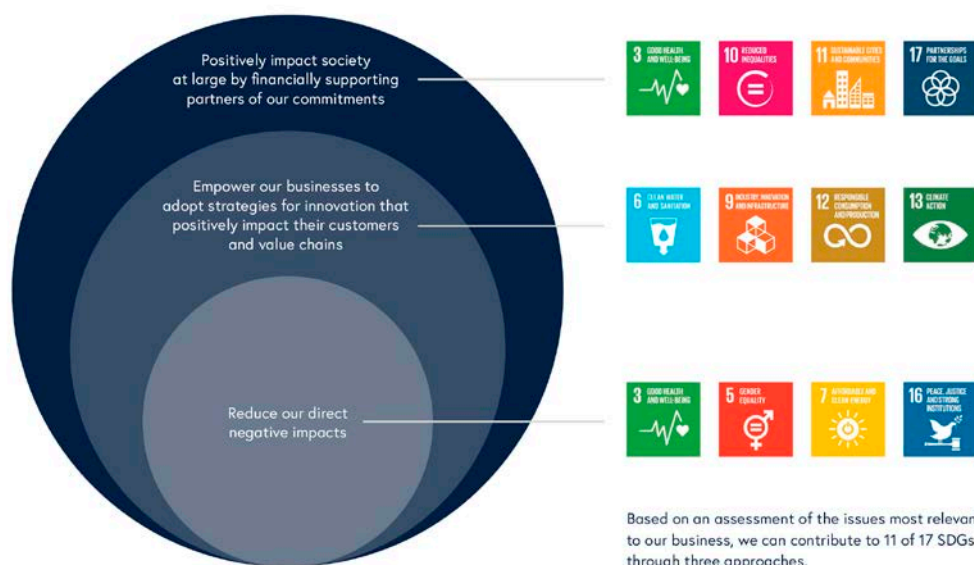 Positively impact society
at large by financially supporting
partners of our commitments
3 GOOD HEALTH
AND WELL-BEING
10 REDUCED
INEQUALITIES
11 SUSTAINABLE CITIES
AND COMMUNITIES
17 PARTNERSHIPS
FOR THE GOALS
Empower our businesses to
adopt strategies for innovation that
positively impact their customers
and value chains
6 CLEAN WATER
AND SANITATION
9 INDUSTRY, INNOVATION
AND INFRASTRUCTURE
12 RESPONSIBLE
CONSUMPTION
AND PRODUCTION
13 CLIMATE
ACTION
Reduce our direct
negative impacts
3 GOOD HEALTH
AND WELL-BEING
5 GENDER
EQUALITY
7 AFFORDABLE AND
CLEAN ENERGY
16 PEACE, JUSTICE
AND STRONG
INSTITUTIONS
Based on an assessment of the issues most relevan
to our business, we can contribute to 11 of 17 SDGs
through three approaches.